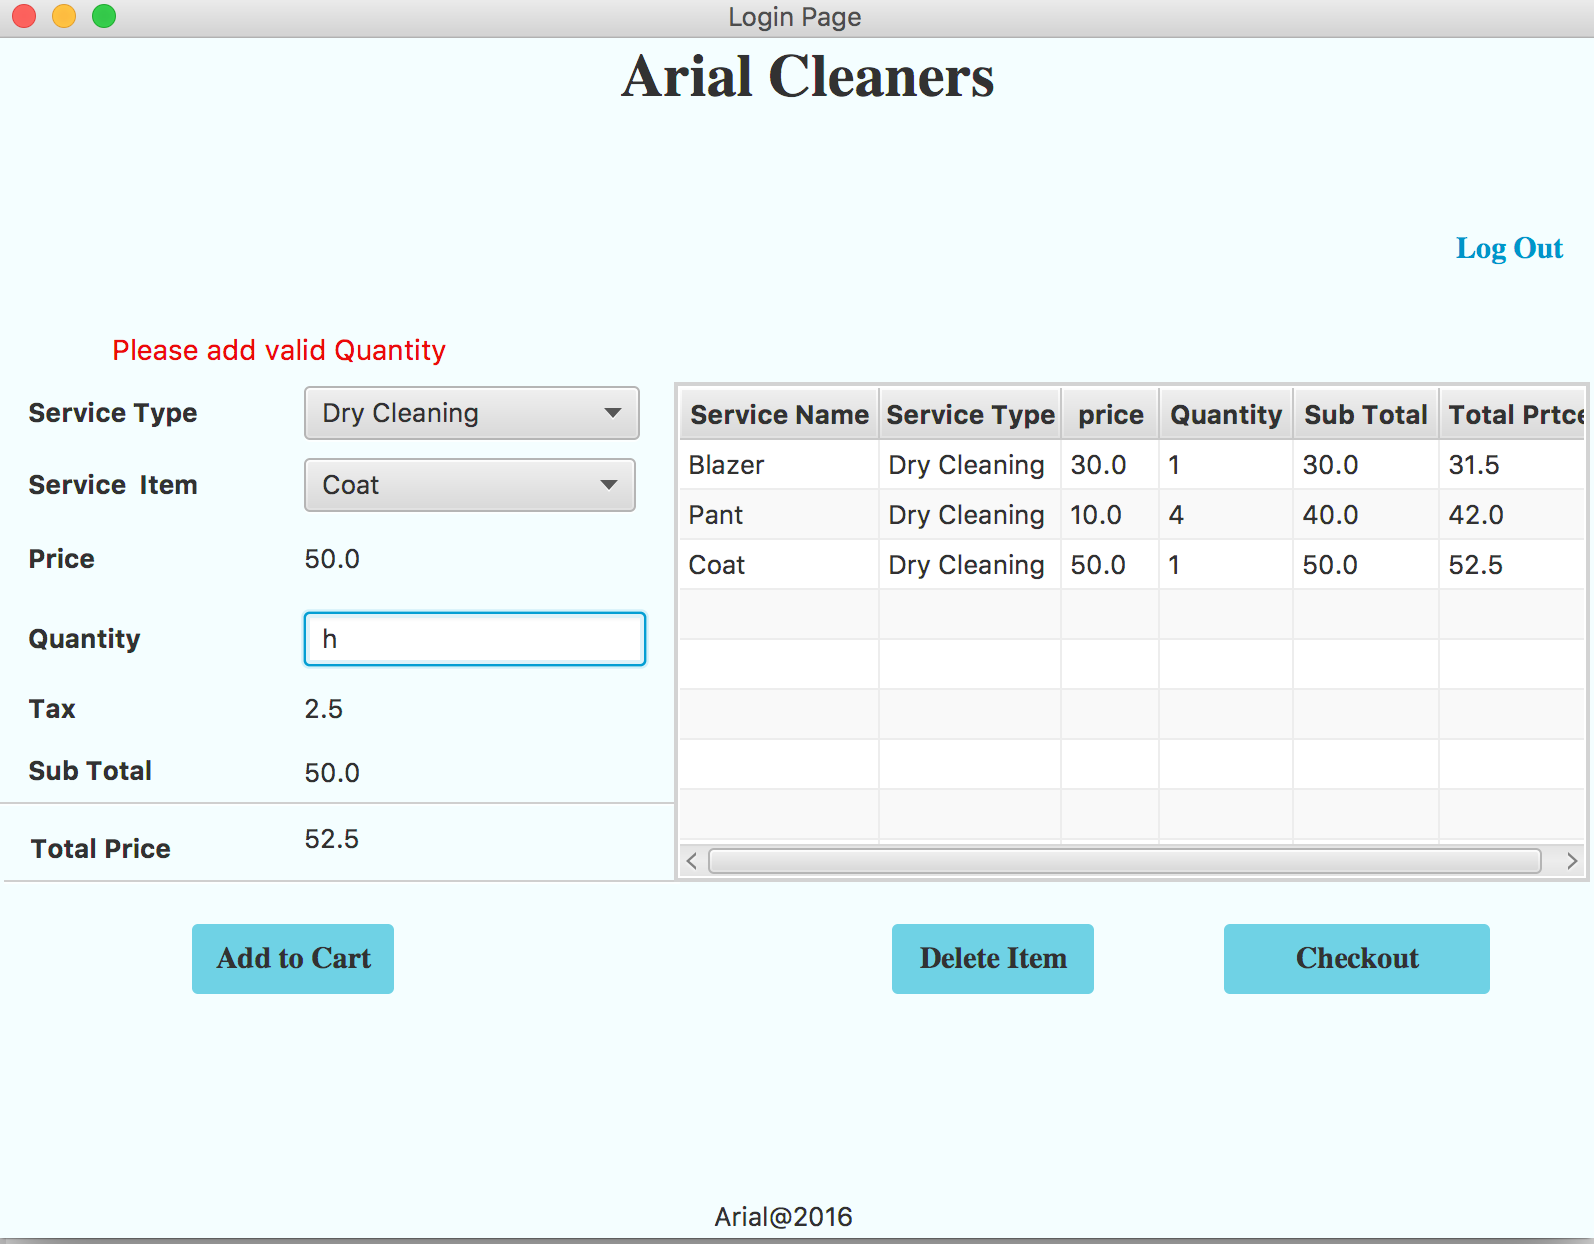 Login Page
Arial Cleaners
Log Out
Please add valid Quantity
Service Type Dry Cleaning
Service Item Coat
Price 50.0
Quantity h
Tax 2.5
Sub Total 50.0
Total Price 52.5
Service Name Service Type price Quantity Sub Total Total Prtce
Blazer Dry Cleaning 30.0 1 30.0 31.5
Pant Dry Cleaning 10.0 4 40.0 42.0
Coat Dry Cleaning 50.0 1 50.0 52.5
Add to Cart Delete Item Checkout
Arial@2016